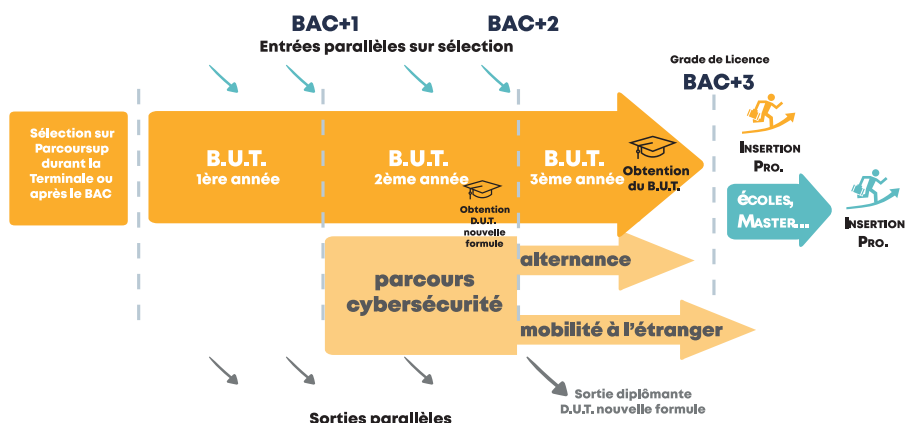 BAC+1
BAC+2
Entrées parallèles sur sélection
Grade de Licence
BAC+3
Sélection sur
Parcoursup
durant la
Terminale ou
après le BAC
B.U.T.
1ère année
B.U.T.
2ème année
B.U.T.
3ème année
Obtention
du B.U.T.
Obtention
D.U.T.
nouvelle
formule
INSERTION
PRO.
ÉCOLES,
MASTER...
INSERTION
PRO.
parcours
cybersécurité
alternance
mobilité à l'étranger
Sortie diplômante
D.U.T. nouvelle formule
Sorties parallèles